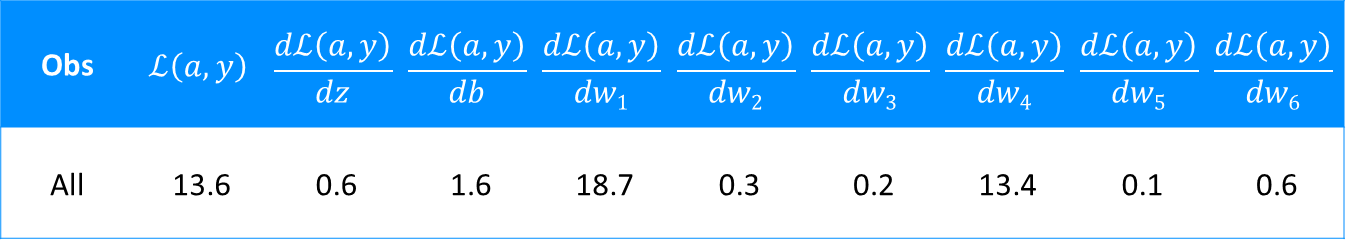 Obs ℒ(a, y) dℒ(a, y)/dz dℒ(a, y)/db dℒ(a, y)/dw₁ dℒ(a, y)/dw₂ dℒ(a, y)/dw₃ dℒ(a, y)/dw₄ dℒ(a, y)/dw₅ dℒ(a, y)/dw₆
All 13.6 0.6 1.6 18.7 0.3 0.2 13.4 0.1 0.6